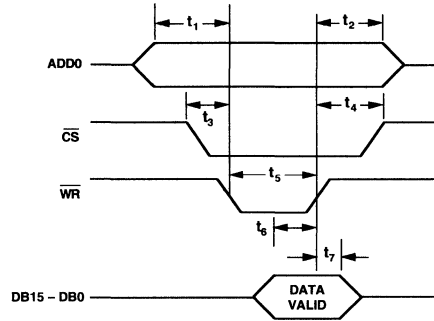 t1
t2
ADD0
t3
t4
CS
t5
WR
t6
t7
DB15 – DB0
DATA
VALID